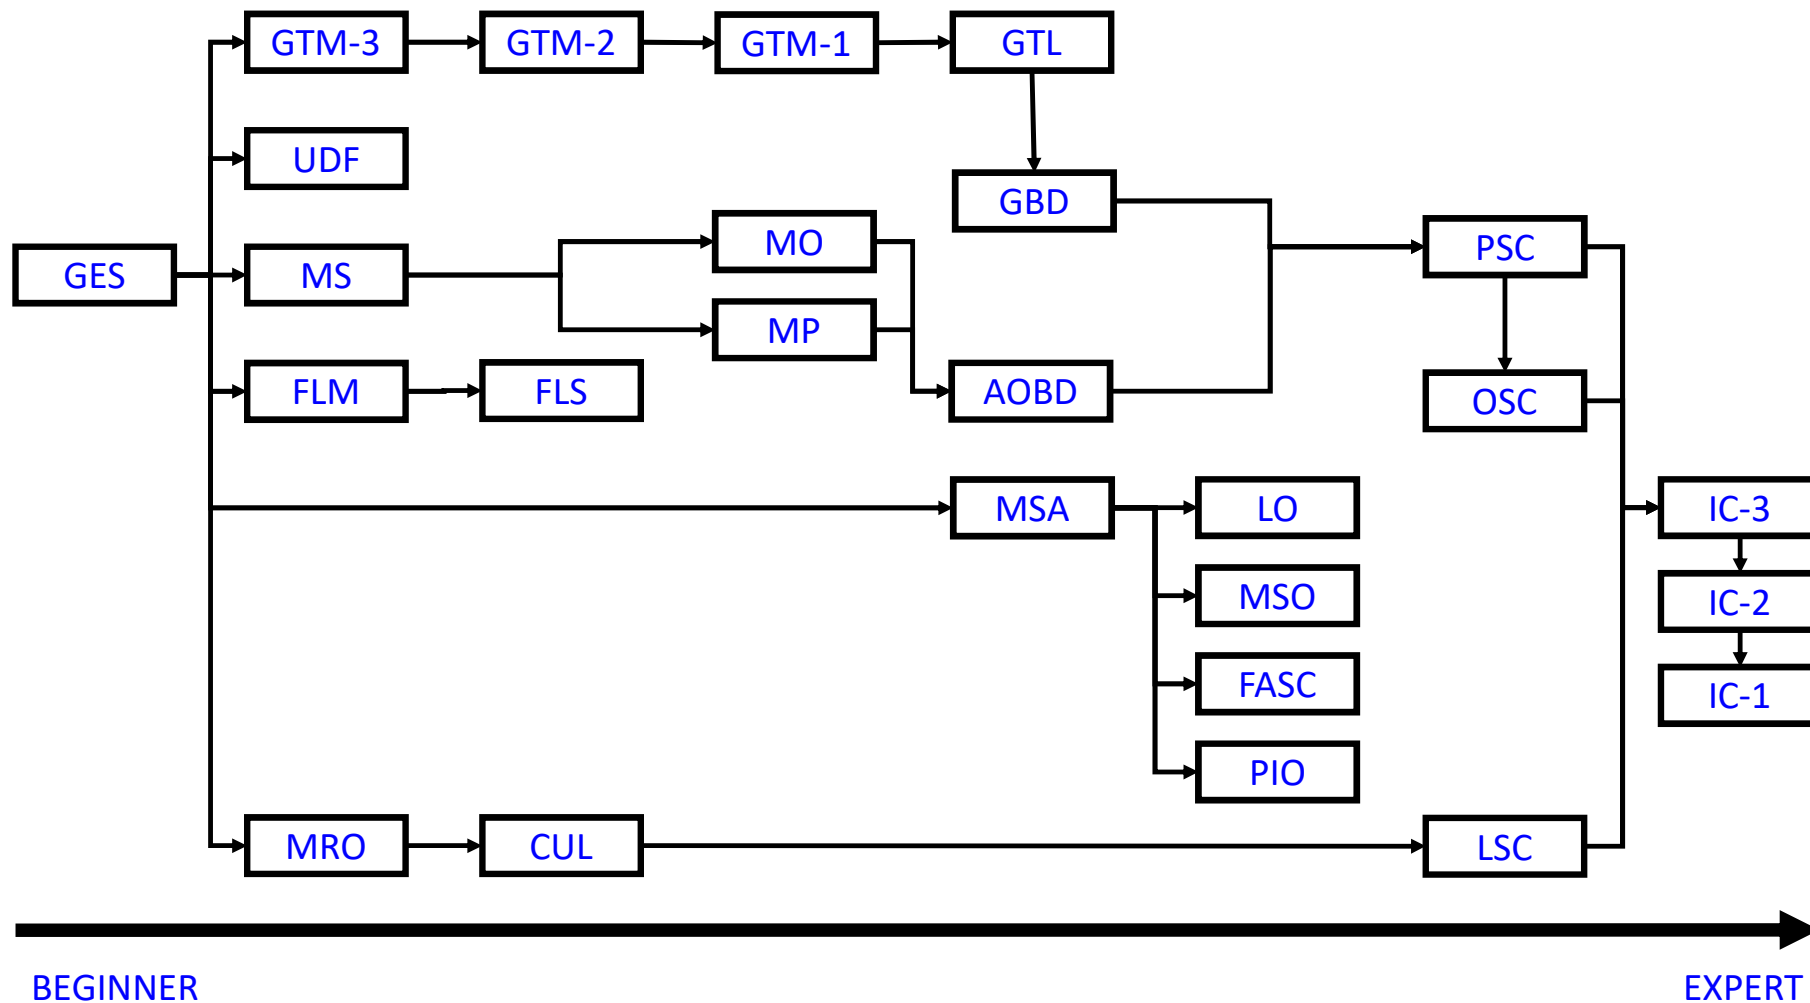 GTM-3
GTM-2
GTM-1
GTL
UDF
GBD
GES
MS
MO
MP
PSC
FLM
FLS
AOBD
OSC
MSA
LO
IC-3
MSO
IC-2
FASC
IC-1
PIO
MRO
CUL
LSC
BEGINNER
EXPERT